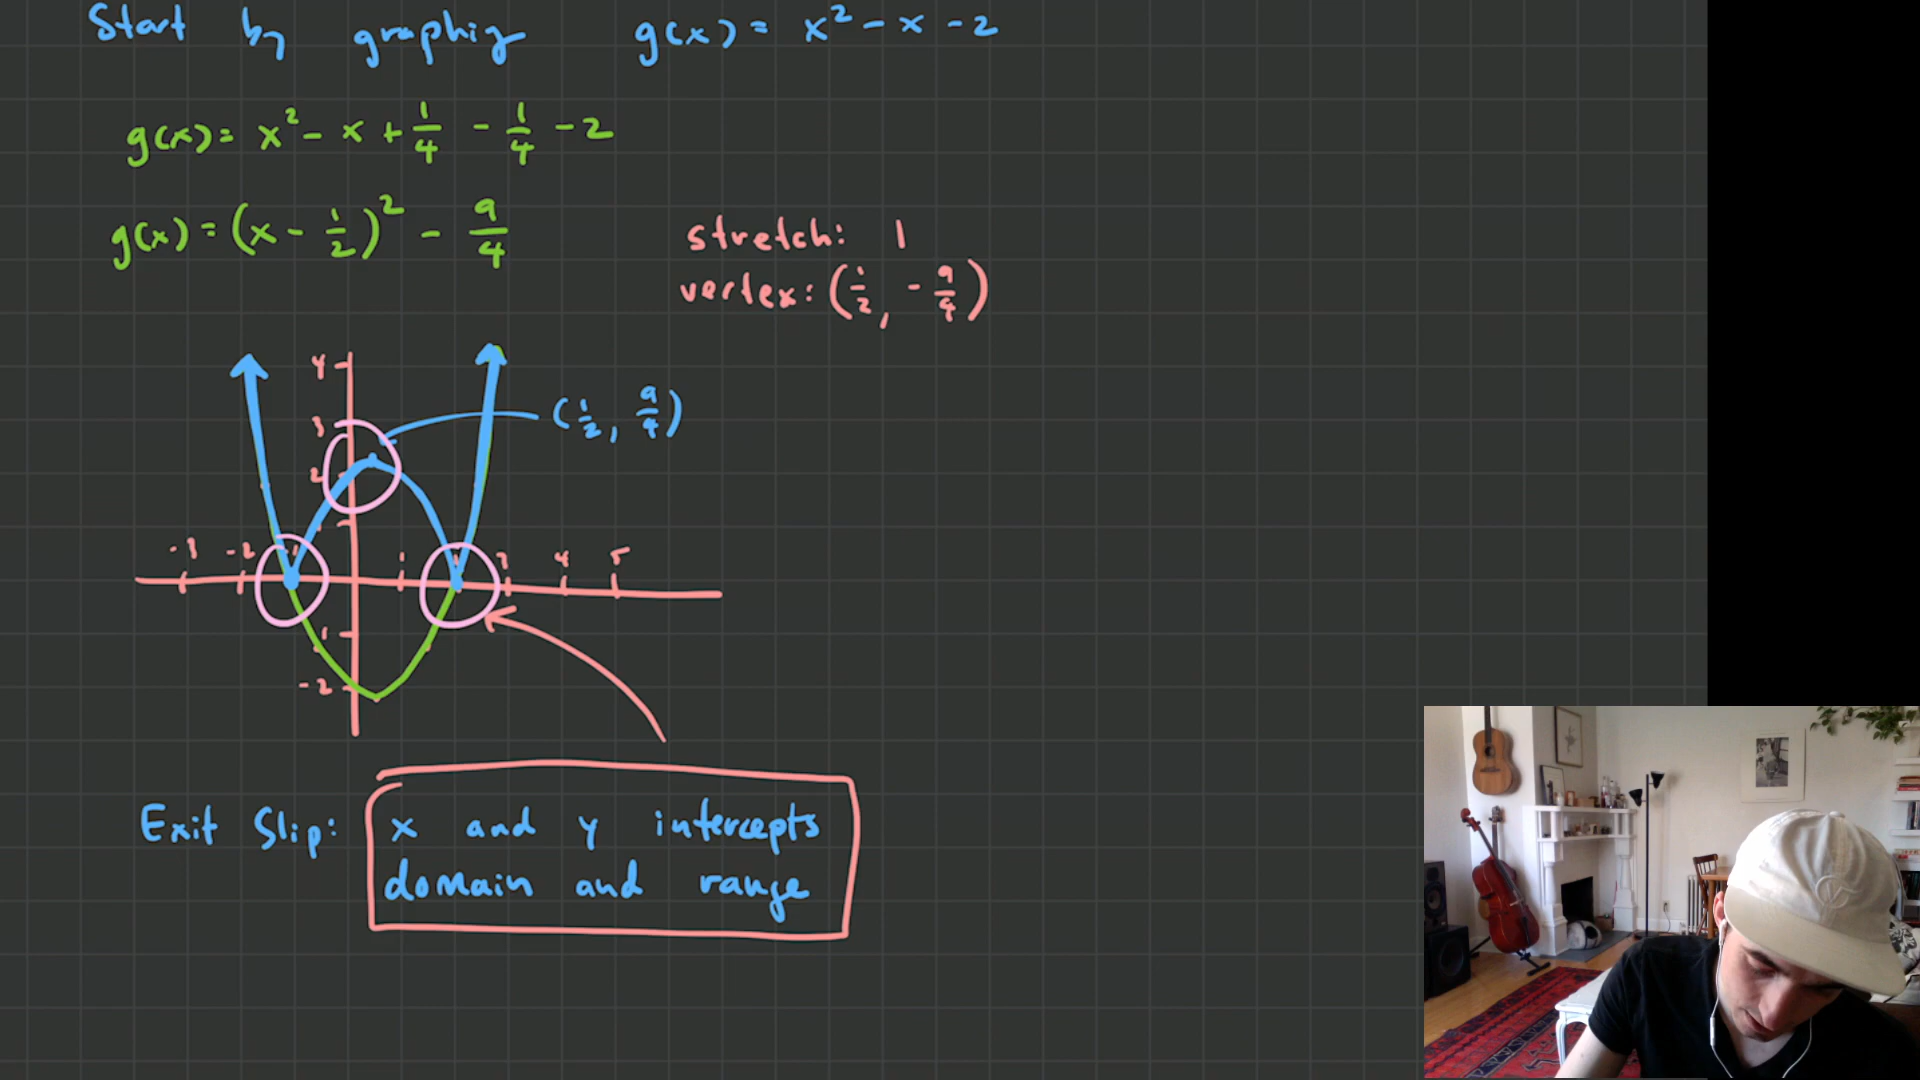 Start by graphing g(x) = x² - x - 2
g(x) = x² - x + 1/4 - 1/4 - 2
g(x) = (x - 1/2)² - 9/4
stretch: 1
vertex: (1/2, -9/4)
4
(1/2, 9/4)
3
2
-3 -2 -1 1 3 4 5
-2
Exit Slip: x and y intercepts
domain and range